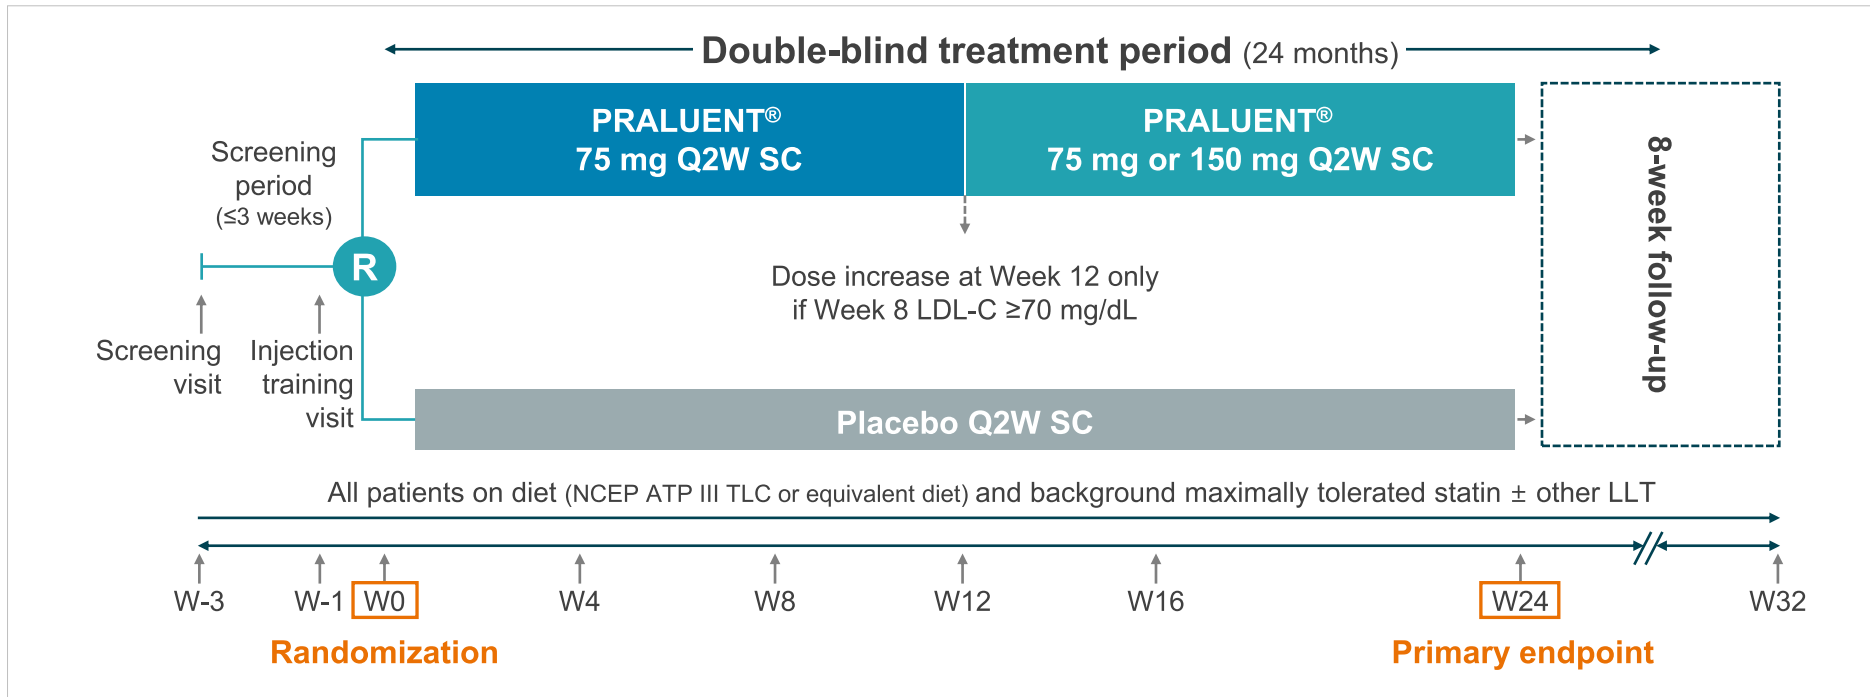 Double-blind treatment period (24 months)
PRALUENT®
75 mg Q2W SC
PRALUENT®
75 mg or 150 mg Q2W SC
Screening
period
(≤3 weeks)
R
8-week follow-up
Dose increase at Week 12 only
if Week 8 LDL-C ≥70 mg/dL
Screening
visit
Injection
training
visit
Placebo Q2W SC
All patients on diet (NCEP ATP III TLC or equivalent diet) and background maximally tolerated statin ± other LLT
W-3
W-1
W0
W4
W8
W12
W16
W24
W32
Randomization
Primary endpoint